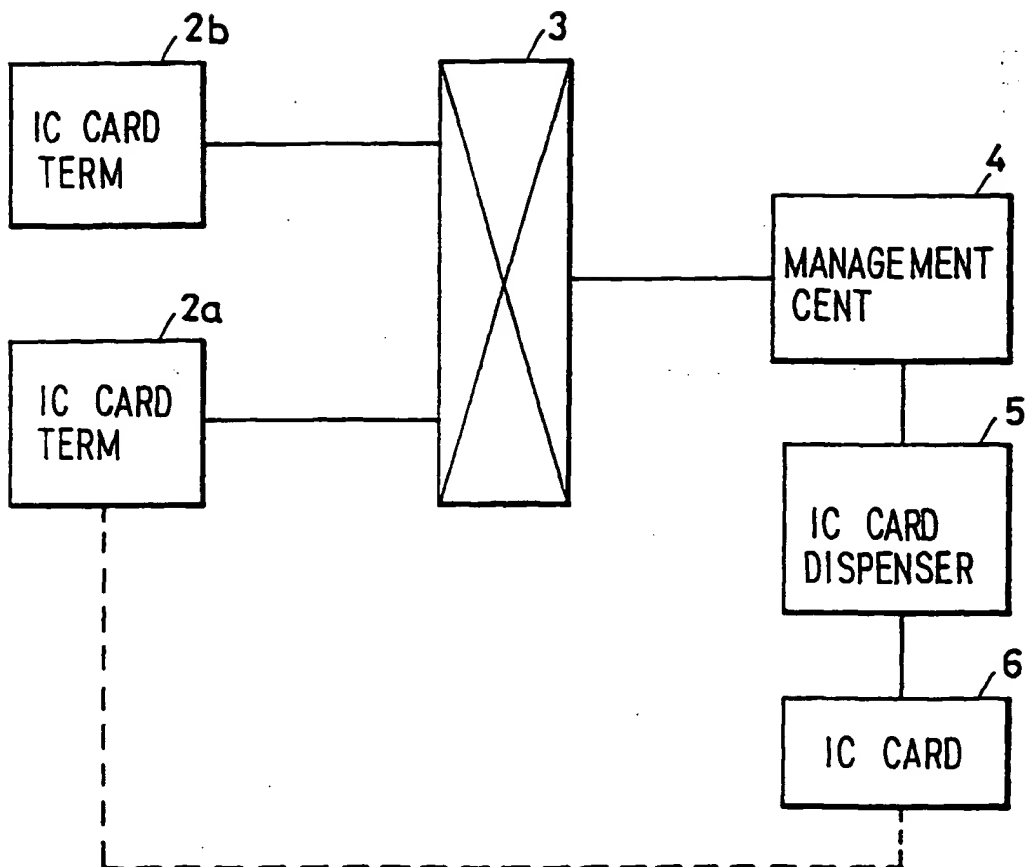 2b
IC CARD
TERM
3
4
MANAGEMENT
CENT
2a
IC CARD
TERM
5
IC CARD
DISPENSER
6
IC CARD